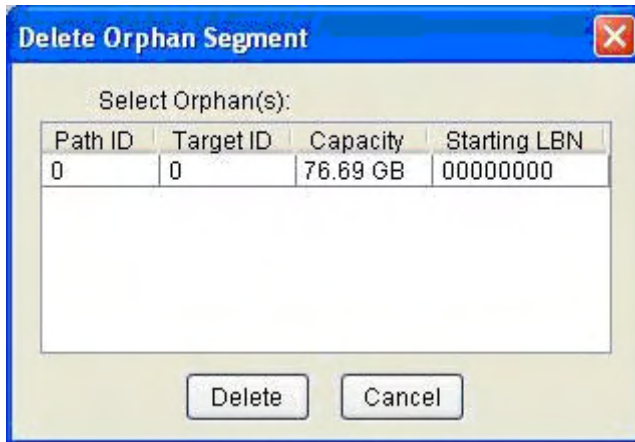 Delete Orphan Segment
Select Orphan(s):
Path ID Target ID Capacity Starting LBN
0 0 76.69 GB 00000000
Delete Cancel